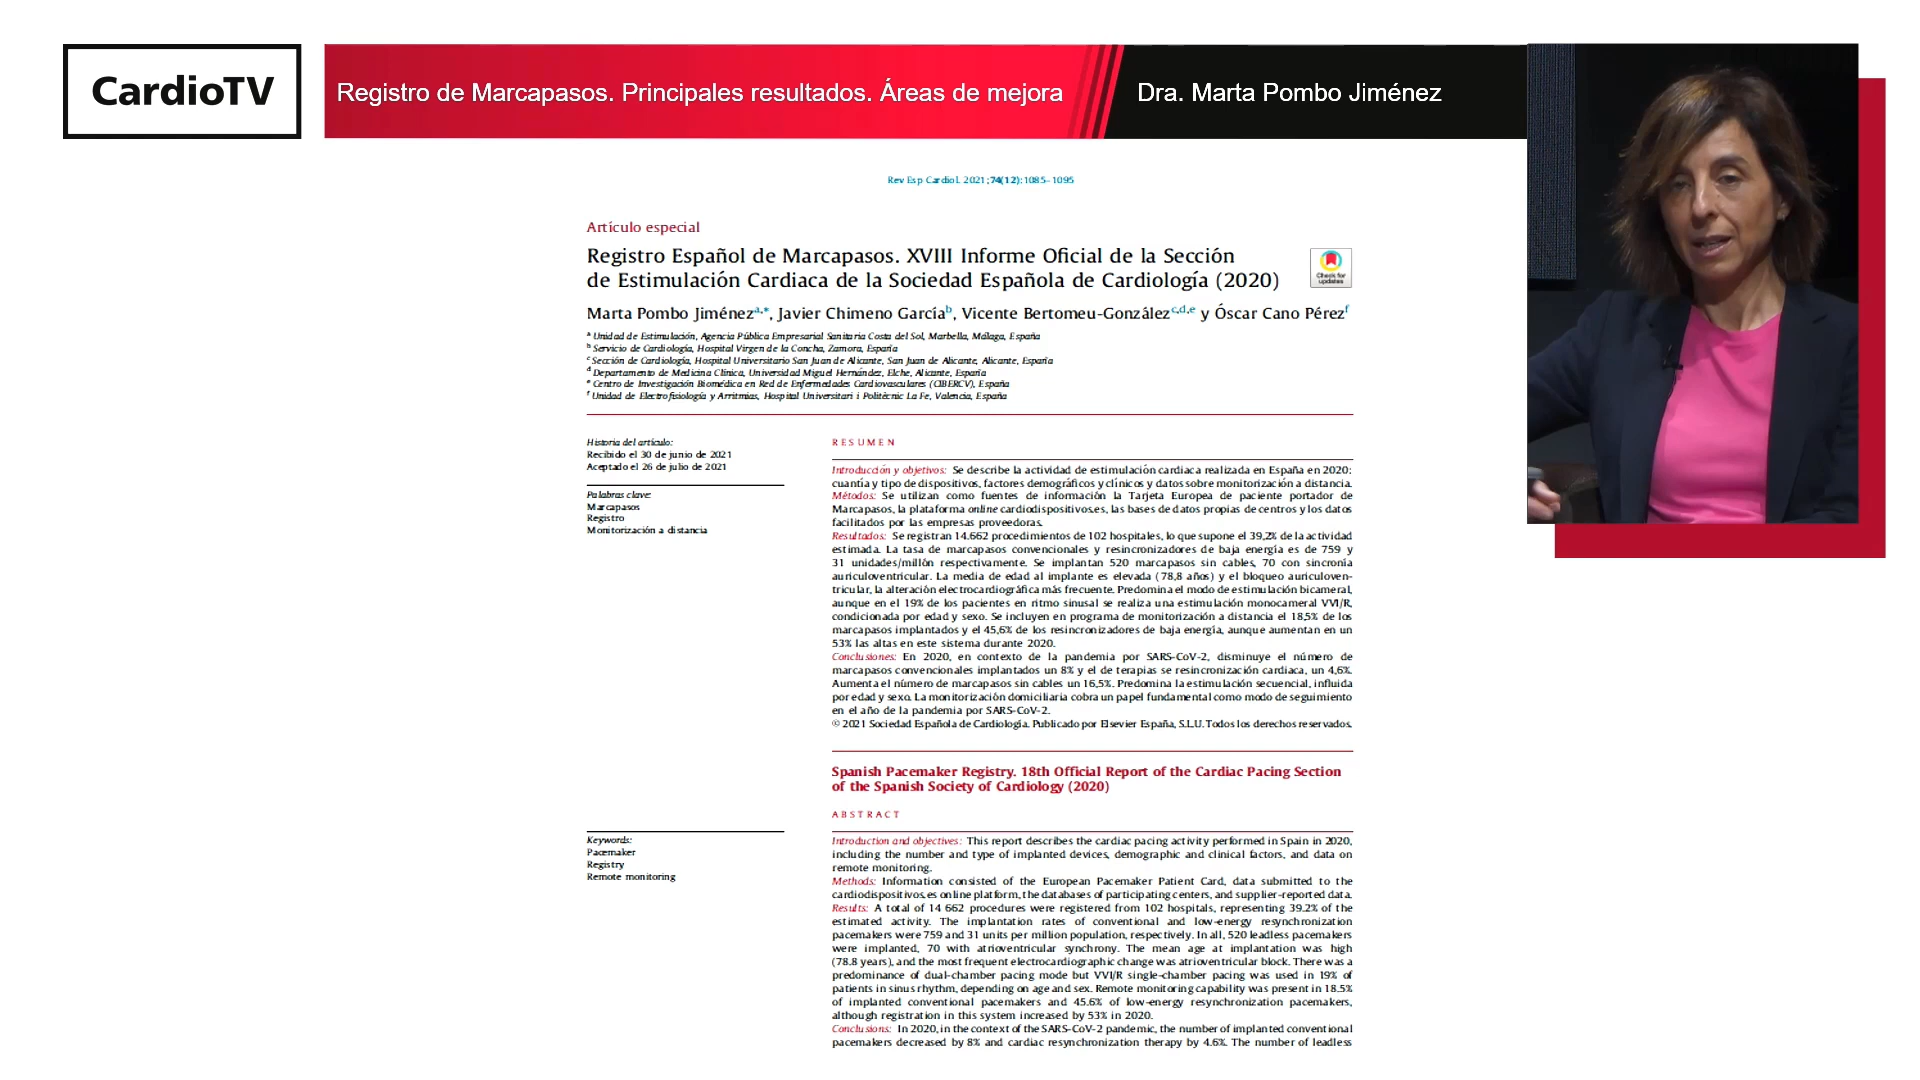 CardioTV
Registro de Marcapasos. Principales resultados. Áreas de mejora
Dra. Marta Pombo Jiménez
Rev Esp Cardiol. 2021;74(12):1085–1095
Artículo especial
Registro Español de Marcapasos. XVIII Informe Oficial de la Sección
de Estimulación Cardiaca de la Sociedad Española de Cardiología (2020)
Check for
updates
Marta Pombo Jiménez a,*, Javier Chimeno García b, Vicente Bertomeu-González c,d,e y Óscar Cano Pérez f
a Unidad de Estimulación, Agencia Pública Empresarial Sanitaria Costa del Sol, Marbella, Málaga, España
b Servicio de Cardiología, Hospital Virgen de la Concha, Zamora, España
c Sección de Cardiología, Hospital Universitario San Juan de Alicante, San Juan de Alicante, Alicante, España
d Departamento de Medicina Clínica, Universidad Miguel Hernández, Elche, Alicante, España
e Centro de Investigación Biomédica en Red de Enfermedades Cardiovasculares (CIBERCV), España
f Unidad de Electrofisiología y Arritmias, Hospital Universitari i Politècnic La Fe, Valencia, España
Historia del artículo:
Recibido el 30 de junio de 2021
Aceptado el 26 de julio de 2021
Palabras clave:
Marcapasos
Registro
Monitorización a distancia
RESUMEN
Introducción y objetivos: Se describe la actividad de estimulación cardiaca realizada en España en 2020:
cuantía y tipo de dispositivos, factores demográficos y clínicos y datos sobre monitorización a distancia.
Métodos: Se utilizan como fuentes de información la Tarjeta Europea de paciente portador de
Marcapasos, la plataforma online cardiodispositivos.es, las bases de datos propias de centros y los datos
facilitados por las empresas proveedoras.
Resultados: Se registran 14.662 procedimientos de 102 hospitales, lo que supone el 39,2% de la actividad
estimada. La tasa de marcapasos convencionales y resincronizadores de baja energía es de 759 y
31 unidades/millón respectivamente. Se implantan 520 marcapasos sin cables, 70 con sincronía
auriculoventricular. La media de edad al implante es elevada (78,8 años) y el bloqueo auriculoven-
tricular, la alteración electrocardiográfica más frecuente. Predomina el modo de estimulación bicameral,
aunque en el 19% de los pacientes en ritmo sinusal se realiza una estimulación monocameral VVI/R,
condicionada por edad y sexo. Se incluyen en programa de monitorización a distancia el 18,5% de los
marcapasos implantados y el 45,6% de los resincronizadores de baja energía, aunque aumentan en un
53% las altas en este sistema durante 2020.
Conclusiones: En 2020, en contexto de la pandemia por SARS-CoV-2, disminuye el número de
marcapasos convencionales implantados un 8% y el de terapias se resincronización cardiaca, un 4,6%.
Aumenta el número de marcapasos sin cables un 16,5%. Predomina la estimulación secuencial, influida
por edad y sexo. La monitorización domiciliaria cobra un papel fundamental como modo de seguimiento
en el año de la pandemia por SARS-CoV-2.
© 2021 Sociedad Española de Cardiología. Publicado por Elsevier España, S.L.U. Todos los derechos reservados.
Spanish Pacemaker Registry. 18th Official Report of the Cardiac Pacing Section
of the Spanish Society of Cardiology (2020)
ABSTRACT
Keywords:
Pacemaker
Registry
Remote monitoring
Introduction and objectives: This report describes the cardiac pacing activity performed in Spain in 2020,
including the number and type of implanted devices, demographic and clinical factors, and data on
remote monitoring.
Methods: Information consisted of the European Pacemaker Patient Card, data submitted to the
cardiodispositivos.es online platform, the databases of participating centers, and supplier-reported data.
Results: A total of 14 662 procedures were registered from 102 hospitals, representing 39.2% of the
estimated activity. The implantation rates of conventional and low-energy resynchronization
pacemakers were 759 and 31 units per million population, respectively. In all, 520 leadless pacemakers
were implanted, 70 with atrioventricular synchrony. The mean age at implantation was high
(78.8 years), and the most frequent electrocardiographic change was atrioventricular block. There was a
predominance of dual-chamber pacing mode but VVI/R single-chamber pacing was used in 19% of
patients in sinus rhythm, depending on age and sex. Remote monitoring capability was present in 18.5%
of implanted conventional pacemakers and 45.6% of low-energy resynchronization pacemakers,
although registration in this system increased by 53% in 2020.
Conclusions: In 2020, in the context of the SARS-CoV-2 pandemic, the number of implanted conventional
pacemakers decreased by 8% and cardiac resynchronization therapy by 4.6%. The number of leadless